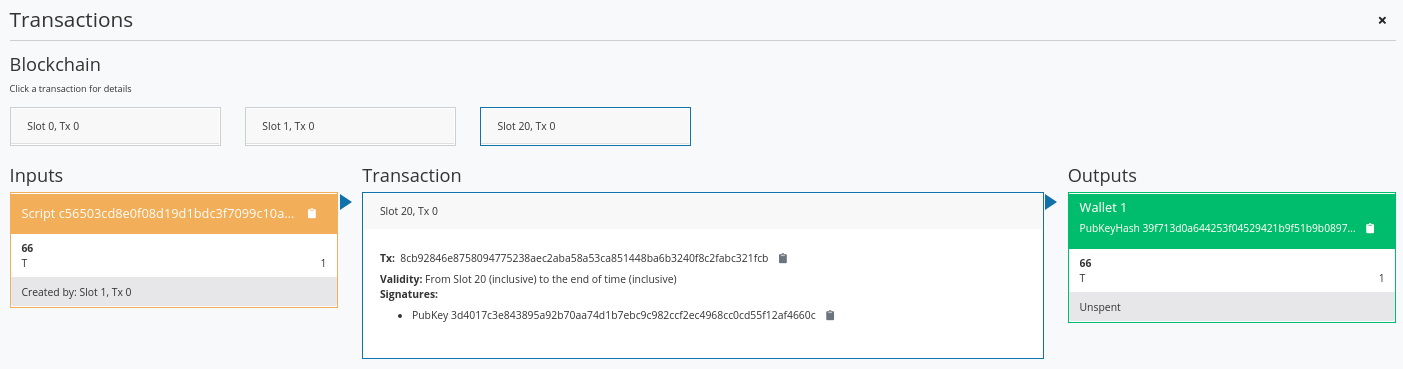 Transactions
Blockchain
Click a transaction for details
Slot 0, Tx 0
Slot 1, Tx 0
Slot 20, Tx 0
Inputs
Transaction
Outputs
Script c56503cd8e0f08d19d1bdc3f7099c10a...
66
T 1
Created by: Slot 1, Tx 0
Slot 20, Tx 0
Tx: 8cb92846e8758094775238aec2aba58a53ca851448ba6b3240f8c2fabc321fcb
Validity: From Slot 20 (inclusive) to the end of time (inclusive)
Signatures:
• PubKey 3d4017c3e843895a92b70aa74d1b7ebc9c982ccf2ec4968cc0cd55f12af4660c
Wallet 1
PubKeyHash 39f713d0a644253f04529421b9f51b9b0897...
66
T 1
Unspent